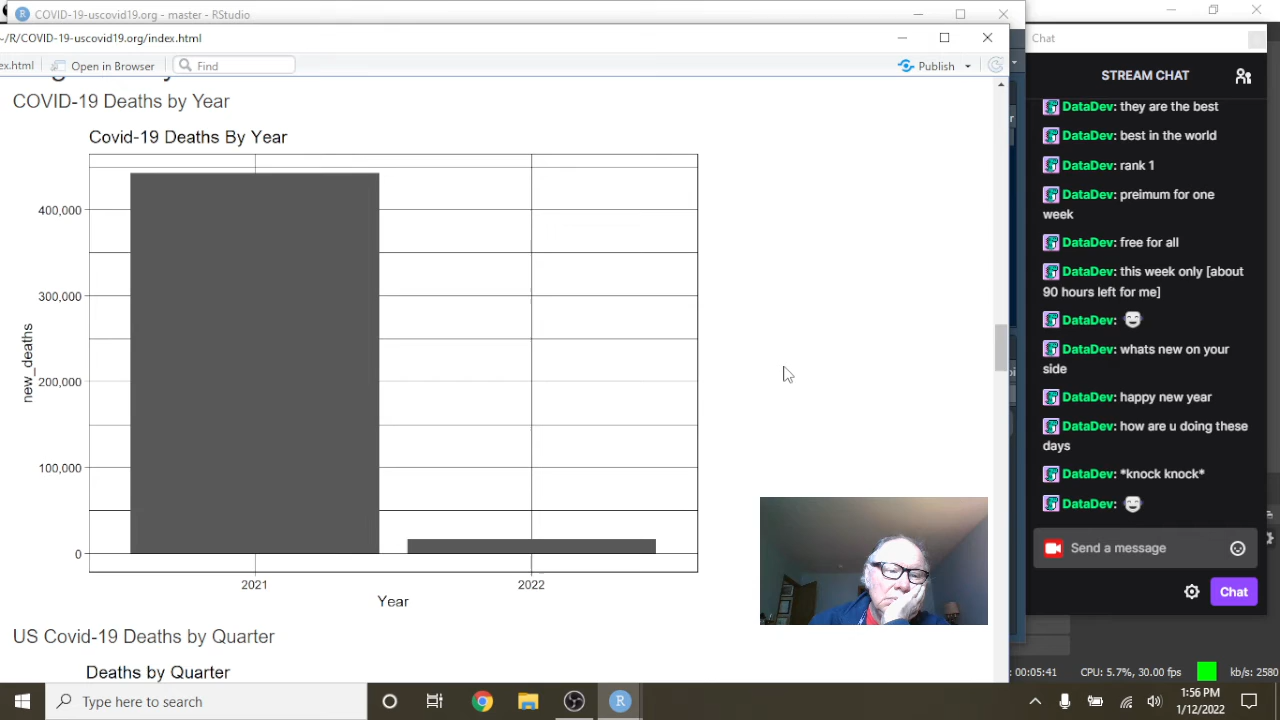 COVID-19-uscovid19.org - master - RStudio
~/R/COVID-19-uscovid19.org/index.html
ex.html
Open in Browser
Find
Publish
COVID-19 Deaths by Year
Covid-19 Deaths By Year
400,000
300,000
200,000
100,000
0
new_deaths
2021
2022
Year
US Covid-19 Deaths by Quarter
Deaths by Quarter
Chat
STREAM CHAT
DataDev: they are the best
DataDev: best in the world
DataDev: rank 1
DataDev: preimum for one
week
DataDev: free for all
DataDev: this week only [about
90 hours left for me]
DataDev:
DataDev: whats new on your
side
DataDev: happy new year
DataDev: how are u doing these
days
DataDev: *knock knock*
DataDev:
Send a message
Chat
: 00:05:41
CPU: 5.7%, 30.00 fps
kb/s: 2580
Type here to search
1:56 PM
1/12/2022